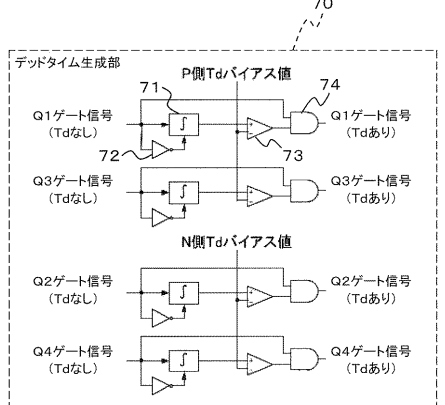 70
デッドタイム生成部
P側Tdバイアス値
71
74
Q1ゲート信号
(Tdなし)
∫
Q1ゲート信号
(Tdあり)
72
73
Q3ゲート信号
(Tdなし)
∫
Q3ゲート信号
(Tdあり)
N側Tdバイアス値
Q2ゲート信号
(Tdなし)
∫
Q2ゲート信号
(Tdあり)
Q4ゲート信号
(Tdなし)
∫
Q4ゲート信号
(Tdあり)